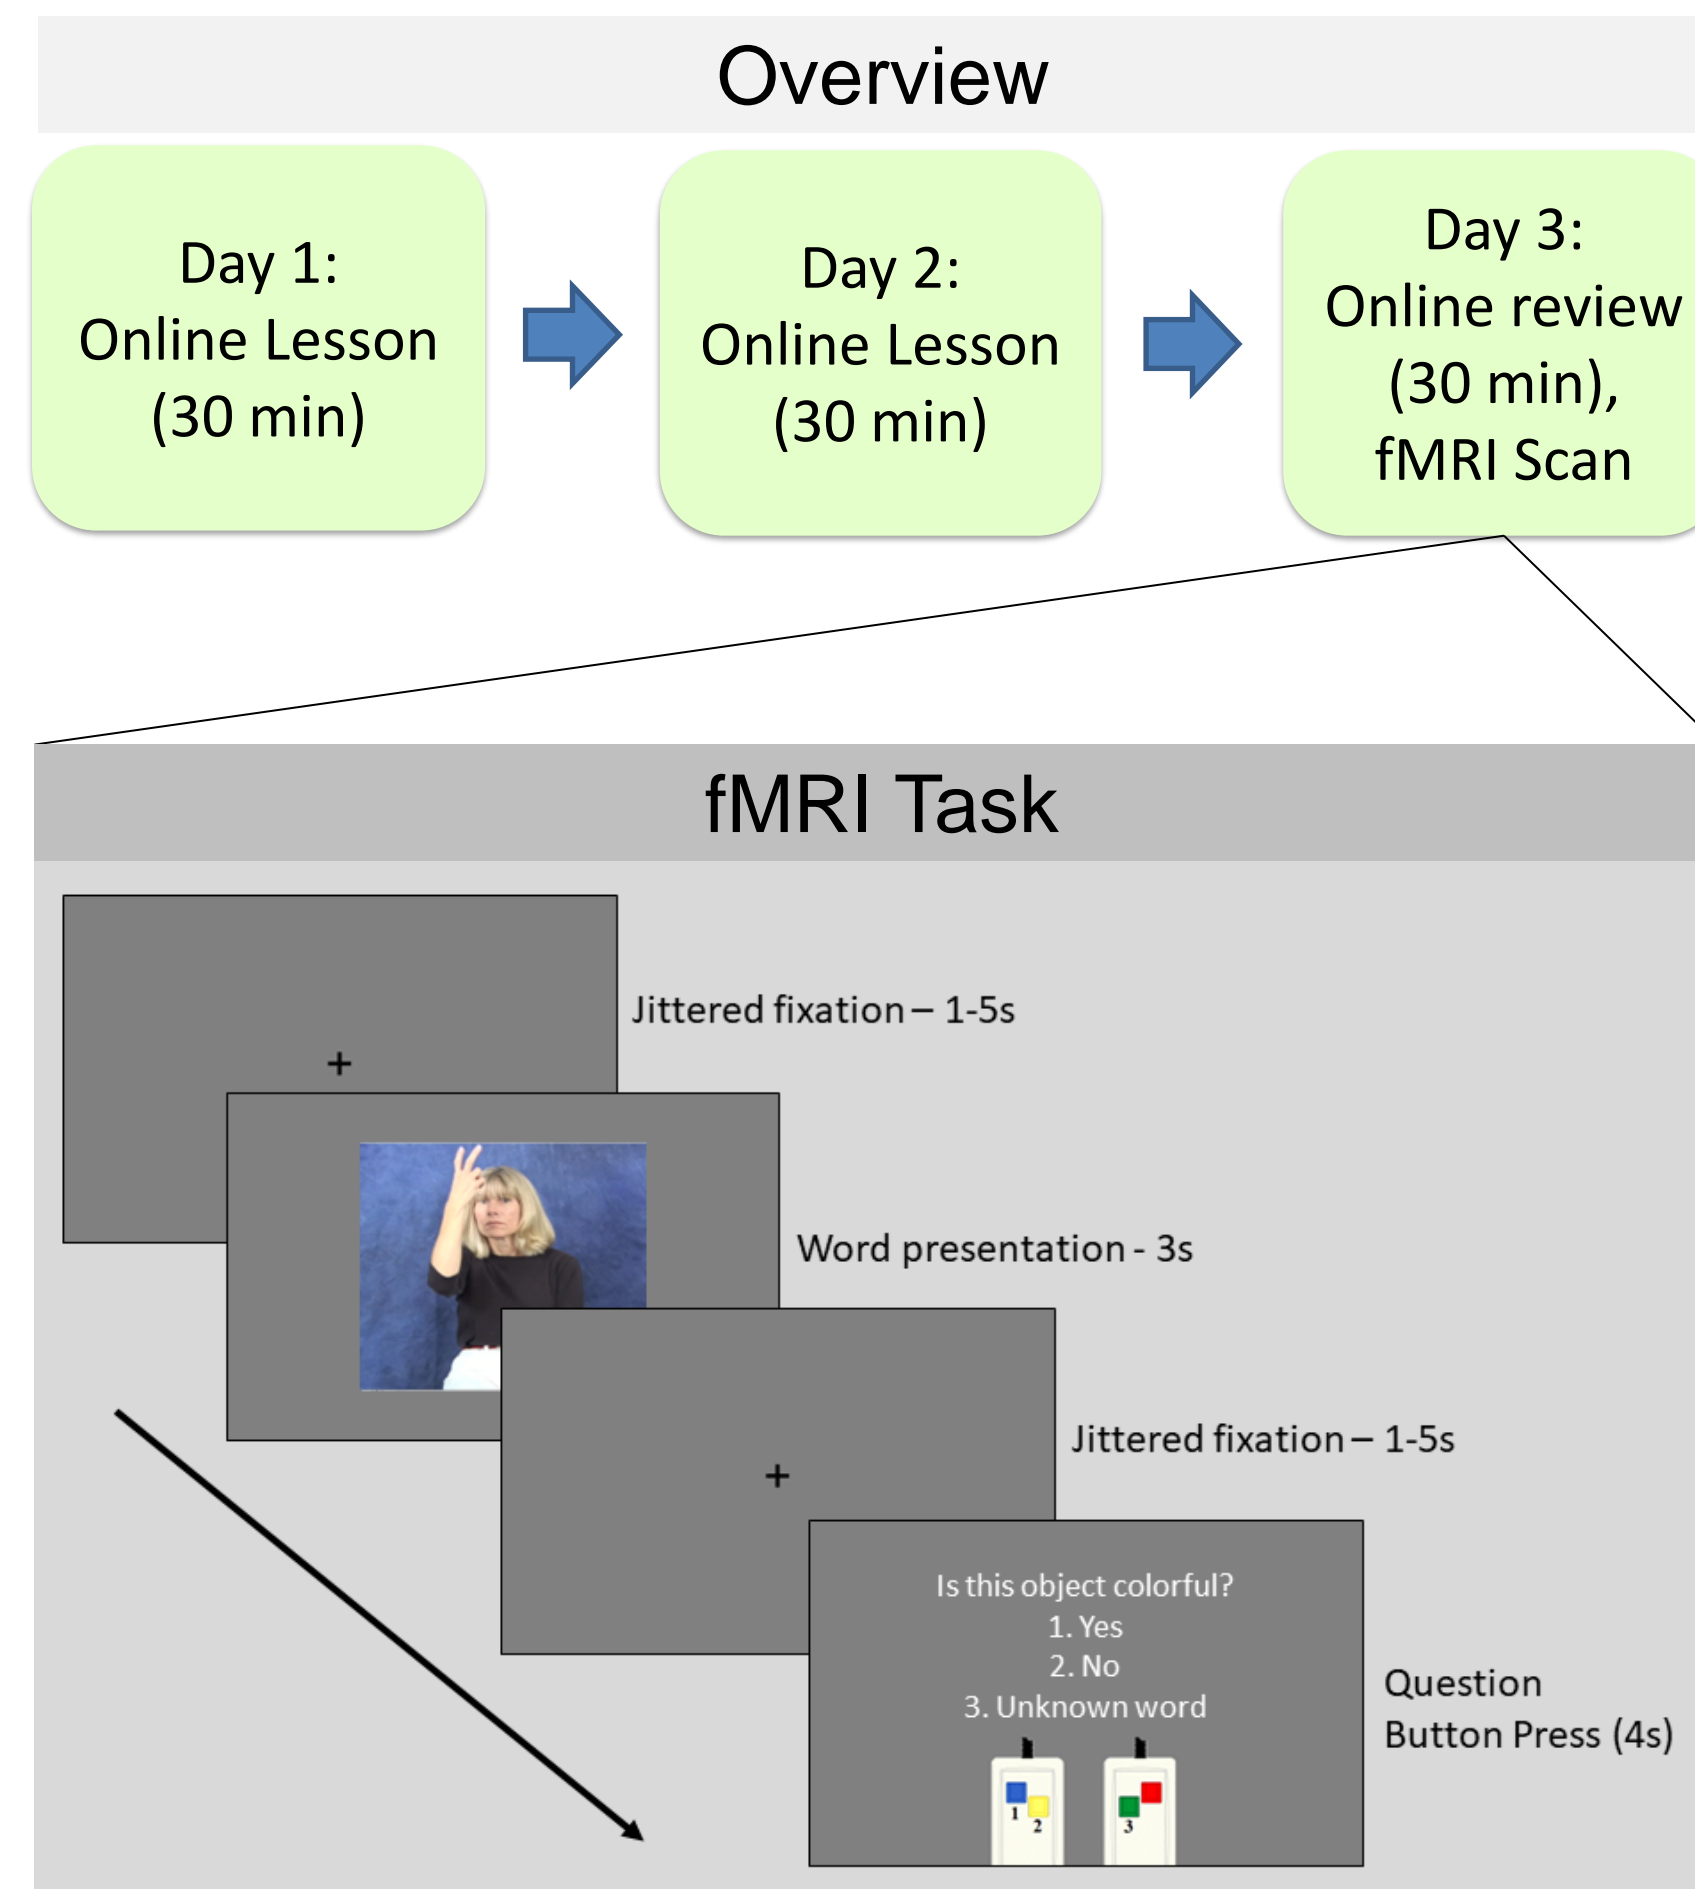 Overview
Day 1:
Online Lesson
(30 min)
Day 2:
Online Lesson
(30 min)
Day 3:
Online review
(30 min),
fMRI Scan
fMRI Task
Jittered fixation – 1-5s
+
Word presentation - 3s
Jittered fixation – 1-5s
+
Is this object colorful?
1. Yes
2. No
3. Unknown word
Question
Button Press (4s)
1
2
3